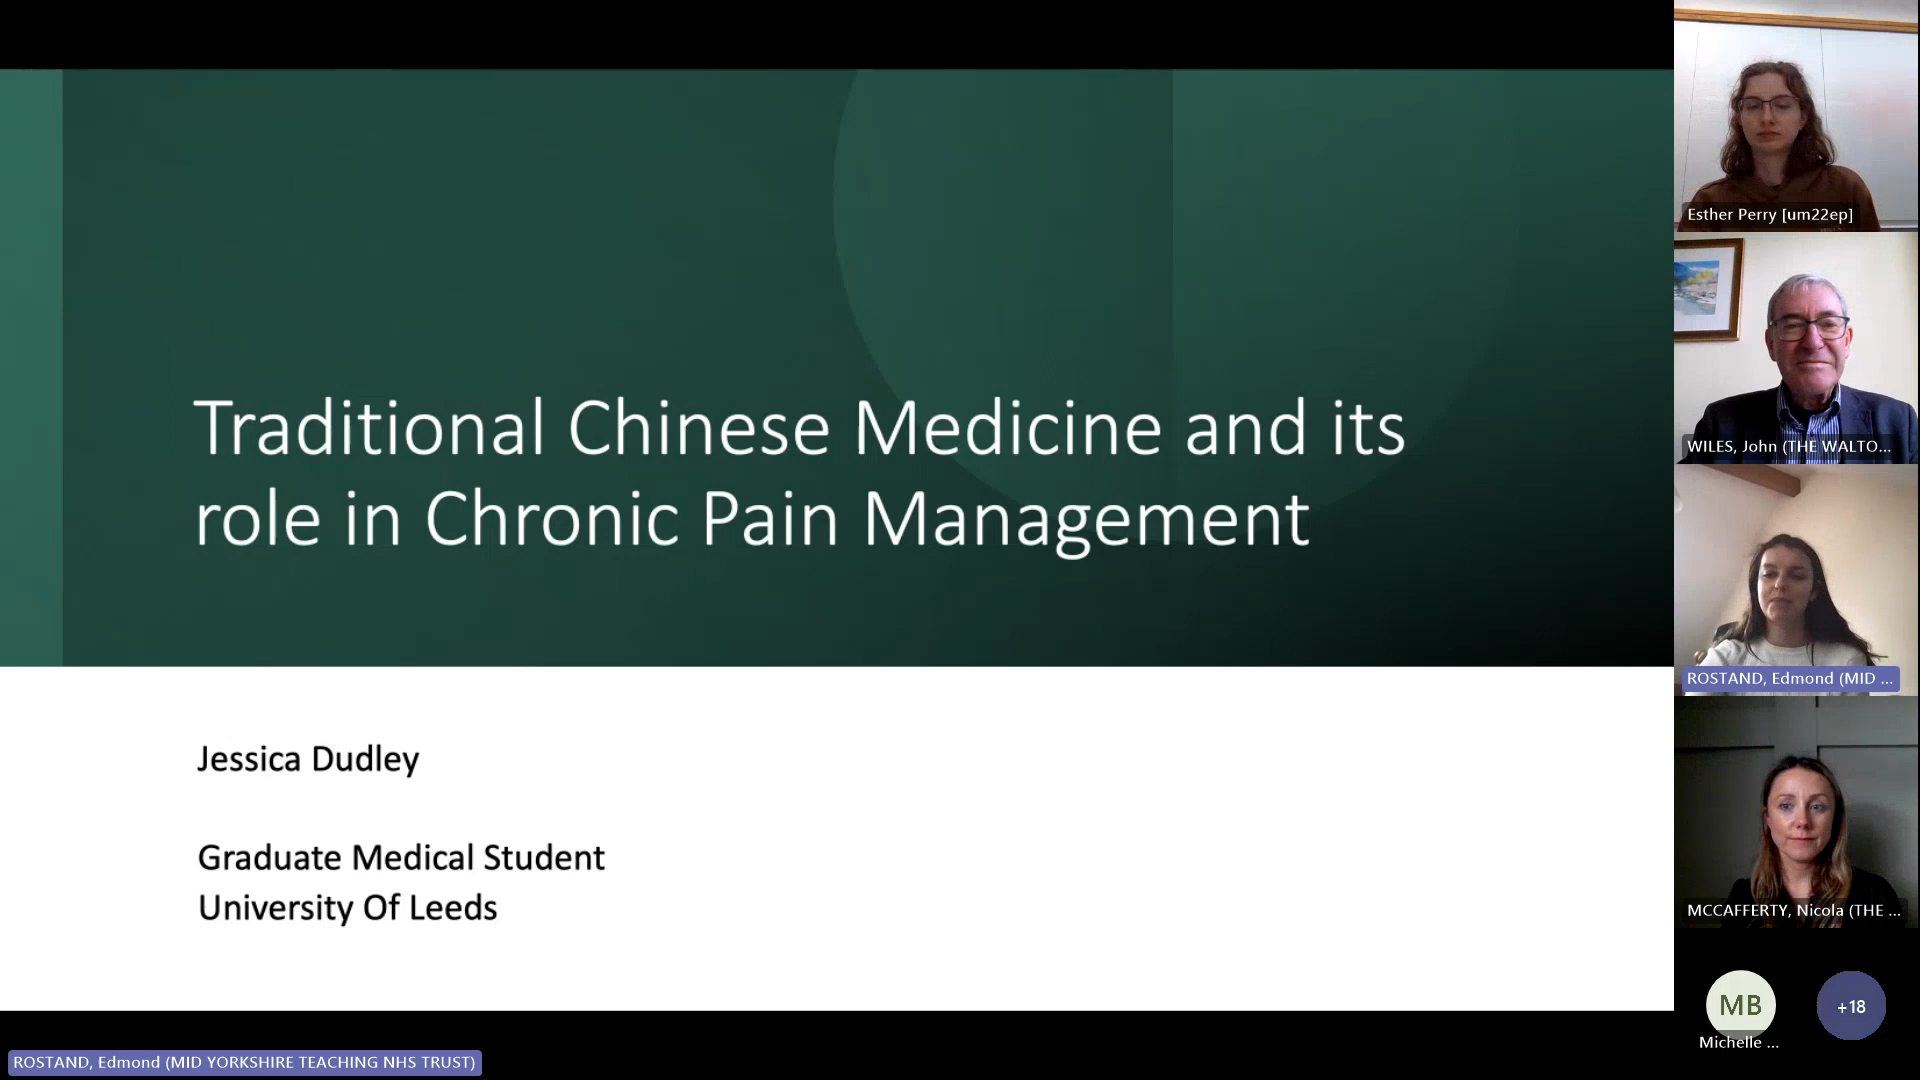 Traditional Chinese Medicine and its
role in Chronic Pain Management
Jessica Dudley
Graduate Medical Student
University Of Leeds
ROSTAND, Edmond (MID YORKSHIRE TEACHING NHS TRUST)
Esther Perry [um22ep]
WILES, John (THE WALTO...
ROSTAND, Edmond (MID ...
MCCAFFERTY, Nicola (THE ...
MB
+18
Michelle ...